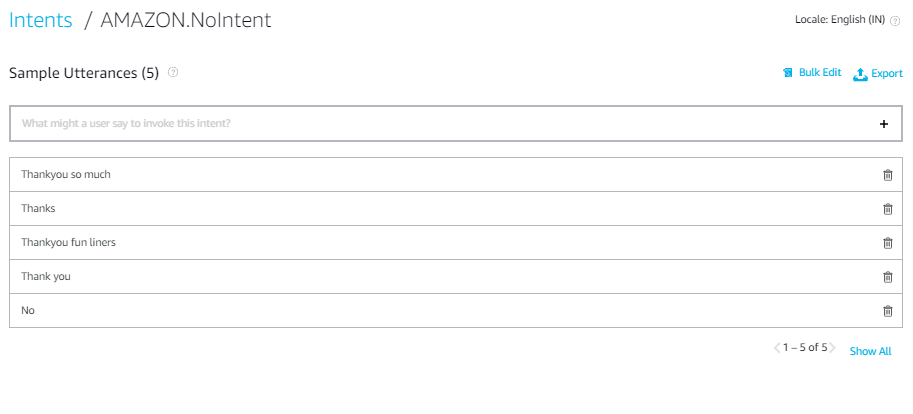 Intents / AMAZON.NoIntent
Locale: English (IN) ?
Sample Utterances (5) ?
Bulk Edit
Export
What might a user say to invoke this intent?
Thankyou so much
Thanks
Thankyou fun liners
Thank you
No
1 – 5 of 5
Show All